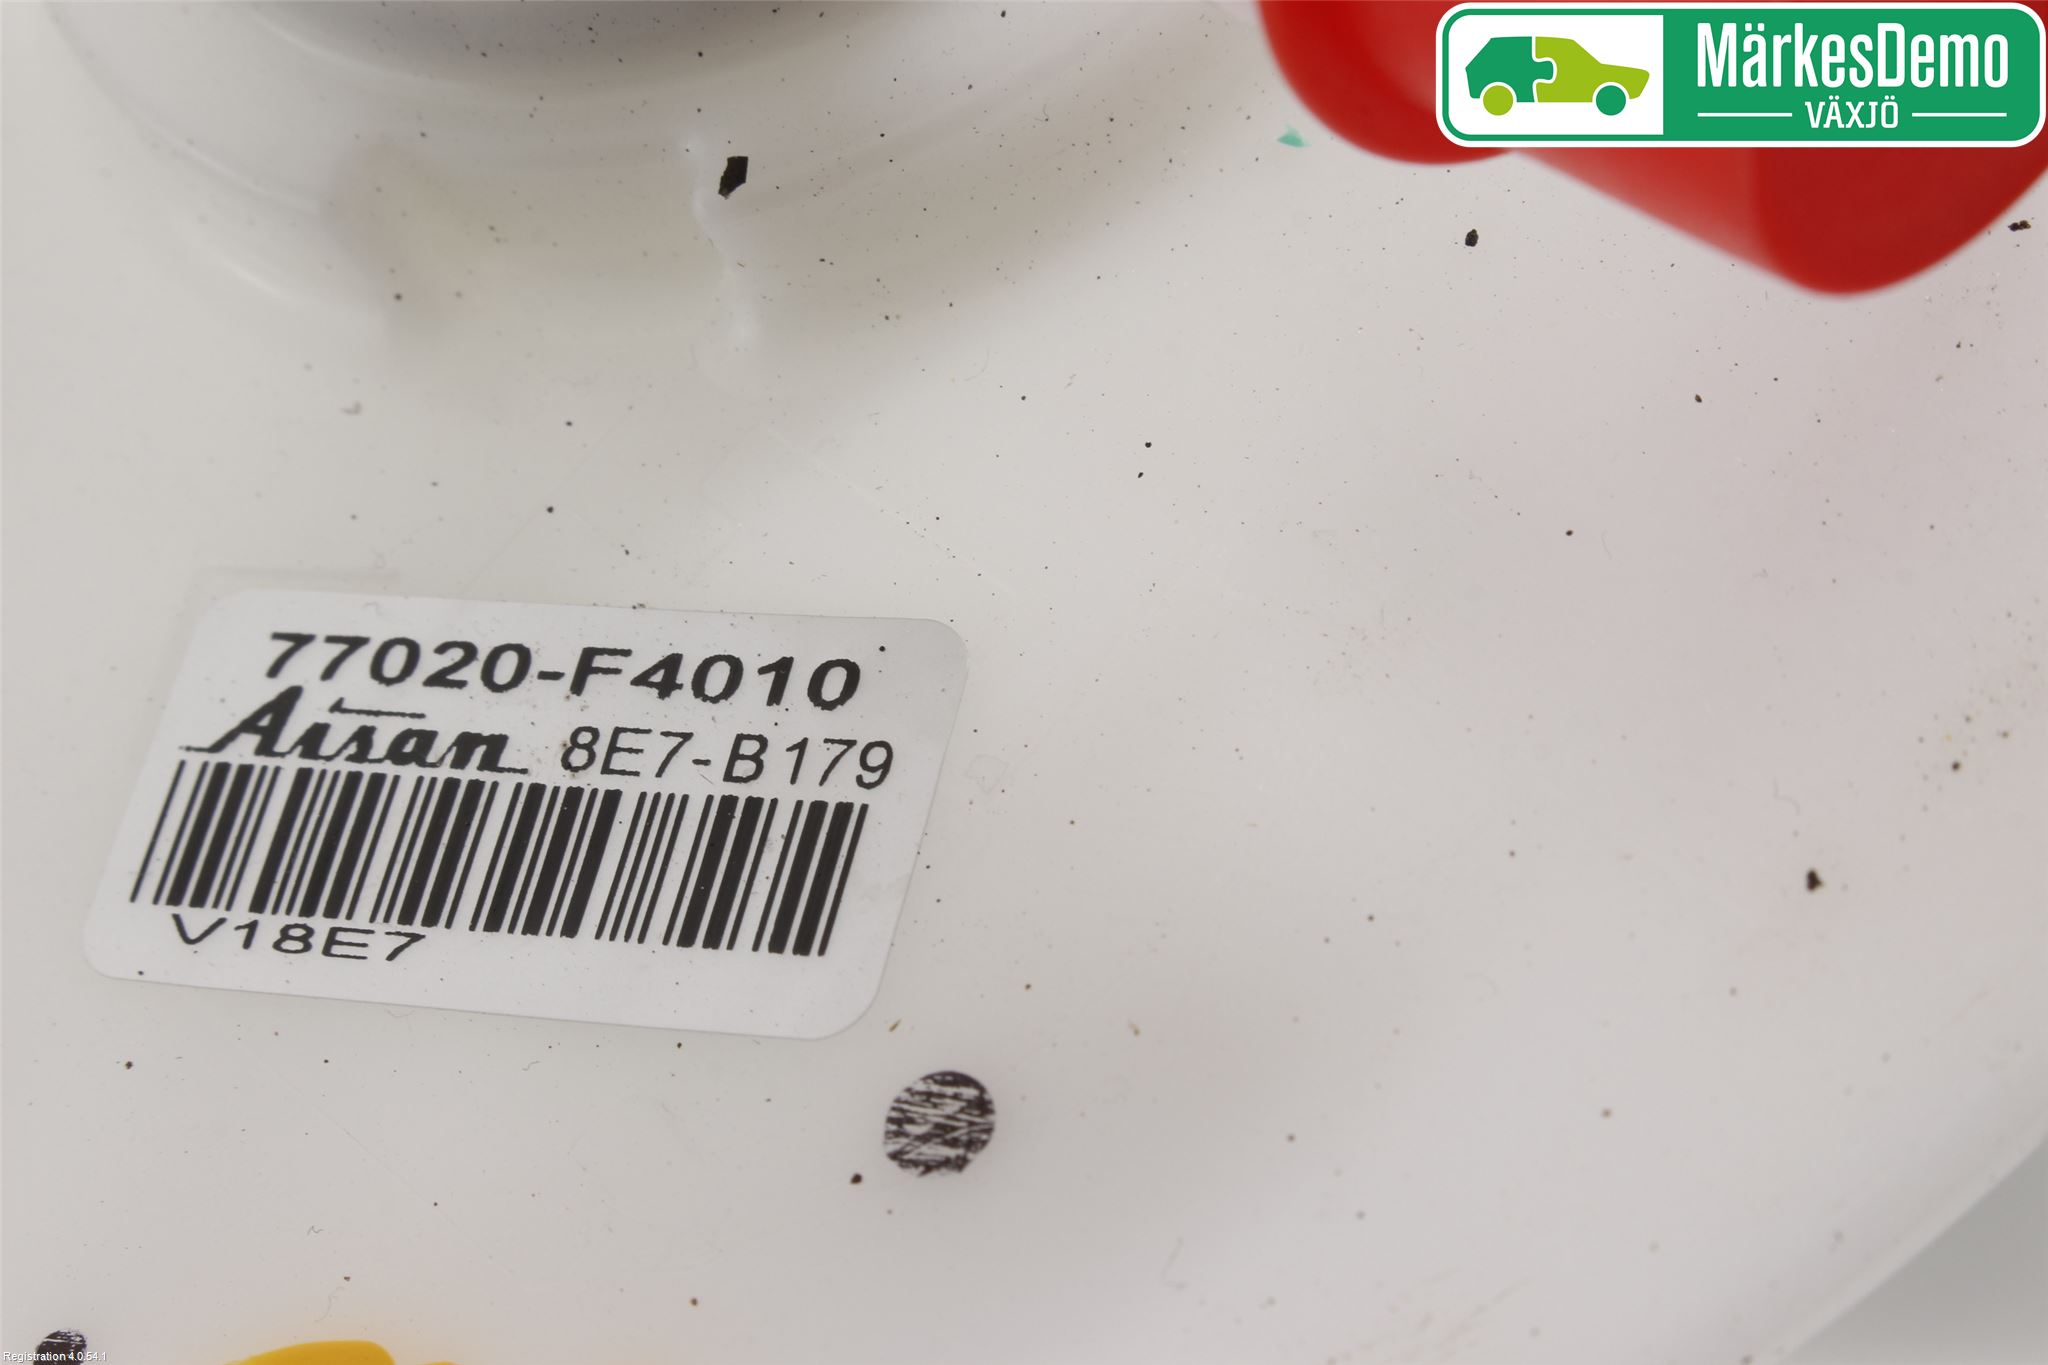 MärkesDemo
VÄXJÖ
77020-F4010
Aisan 8E7-B179
V18E7
Registration 4.0.54.1